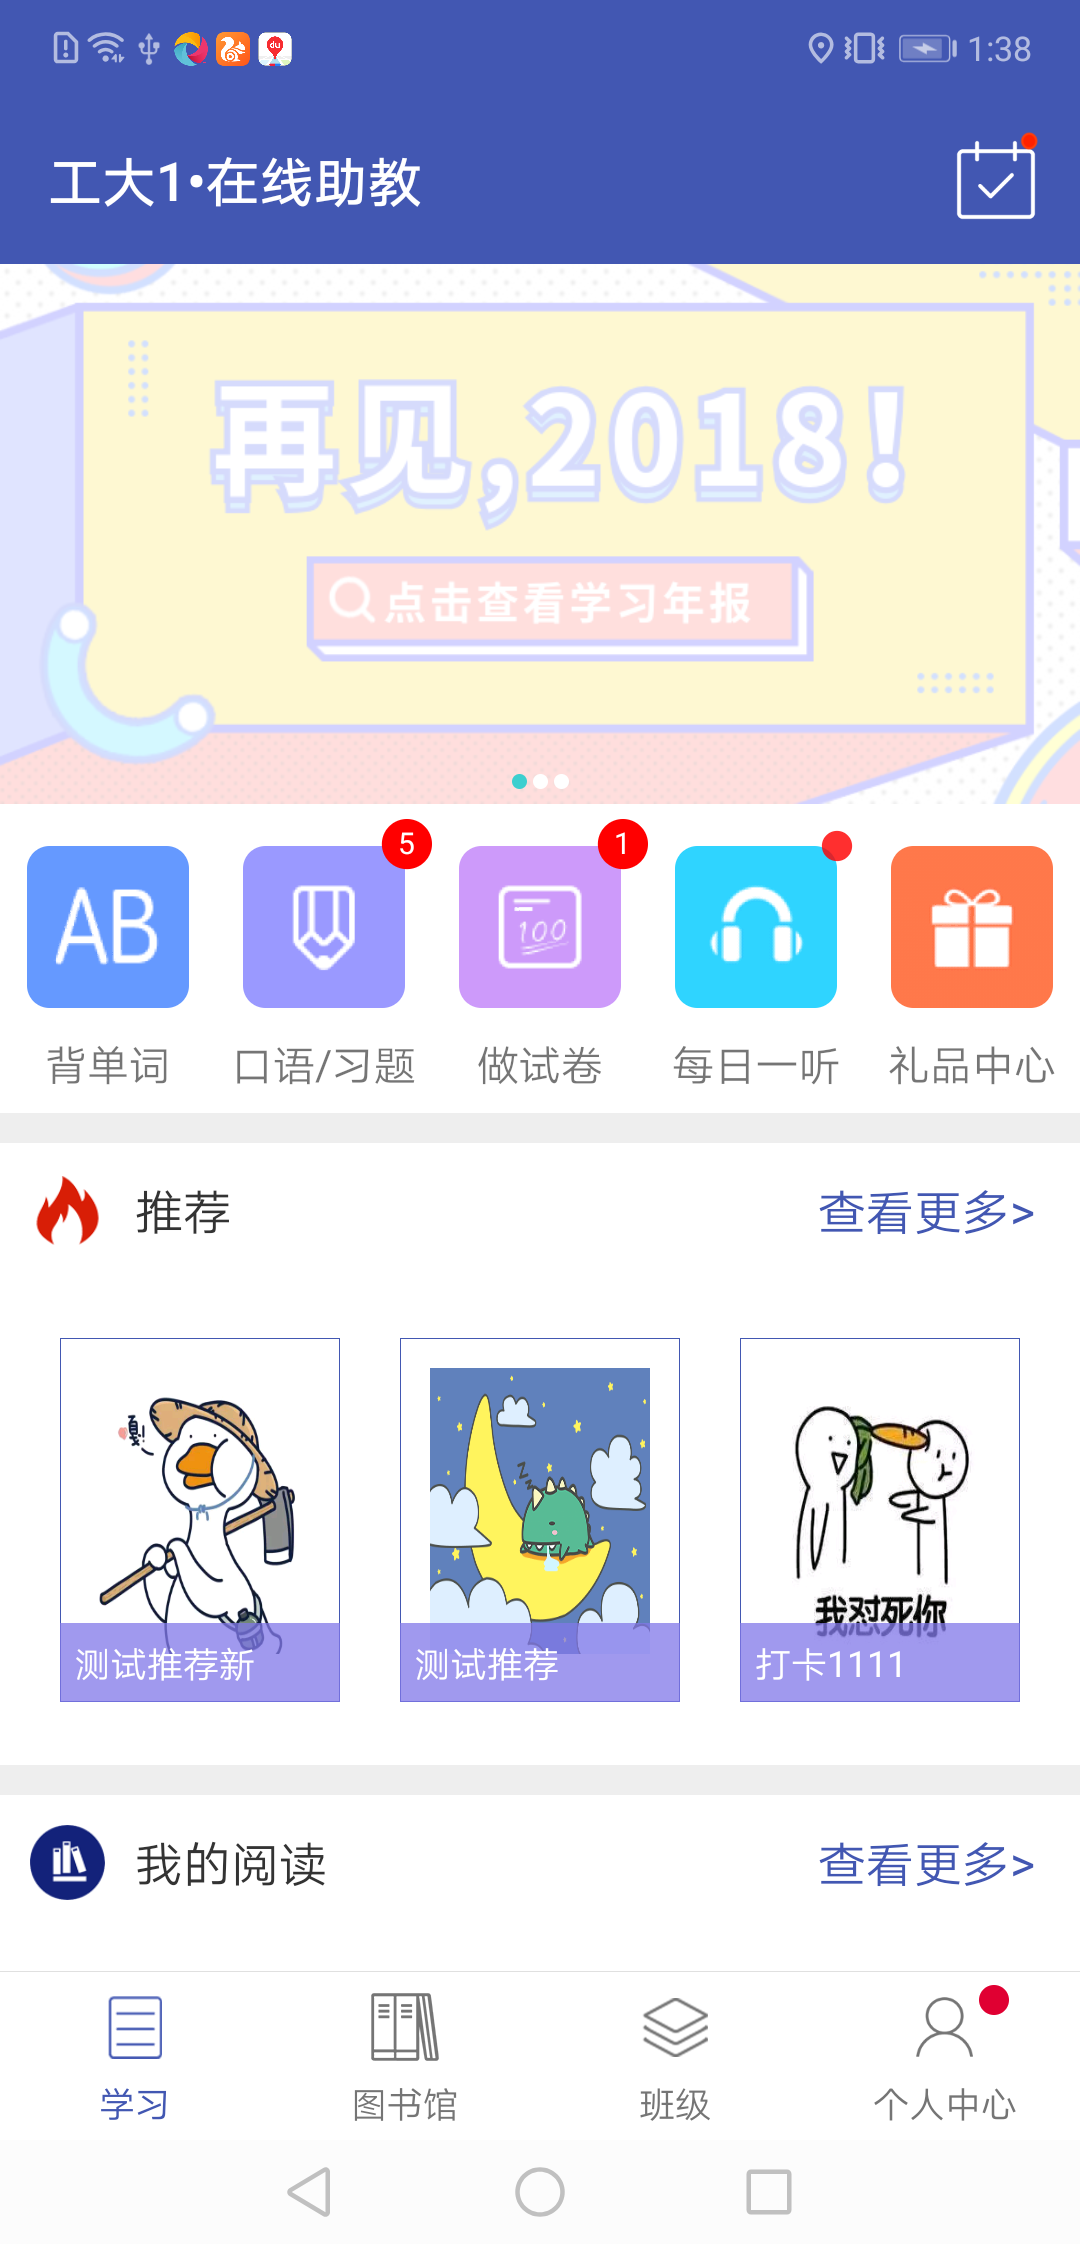 1:38
工大1•在线助教
再见,2018!
点击查看学习年报
AB
5
100
1
背单词
口语/习题
做试卷
每日一听
礼品中心
推荐
查看更多>
嘎!
我怼死你
测试推荐新
测试推荐
打卡1111
我的阅读
查看更多>
学习
图书馆
班级
个人中心